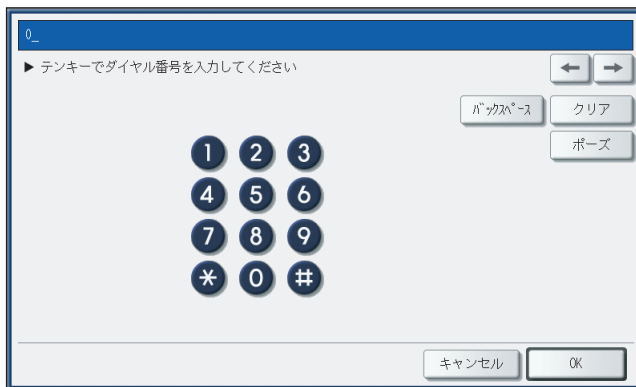 0_
▶ テンキーでダイヤル番号を入力してください
← →
バックスペース クリア
ポーズ
1 2 3
4 5 6
7 8 9
* 0 #
キャンセル OK